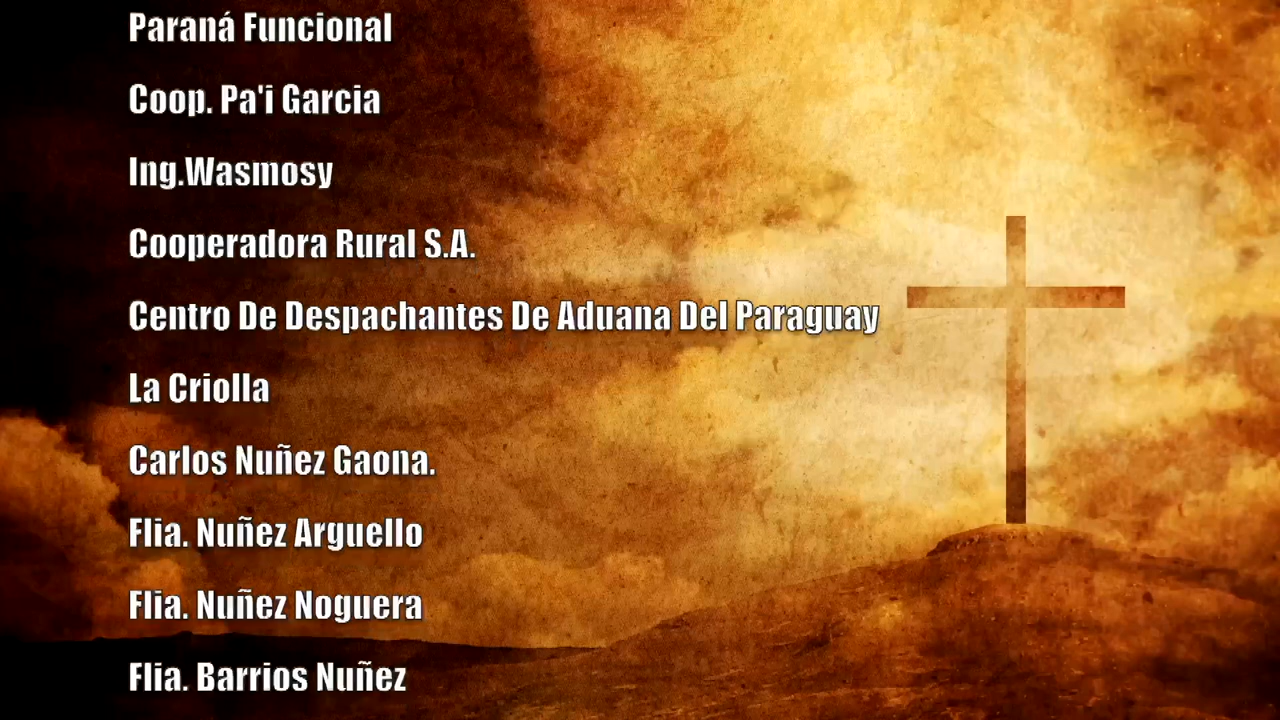 Paraná Funcional
Coop. Pa'i Garcia
Ing.Wasmosy
Cooperadora Rural S.A.
Centro De Despachantes De Aduana Del Paraguay
La Criolla
Carlos Nuñez Gaona.
Flia. Nuñez Arguello
Flia. Nuñez Noguera
Flia. Barrios Nuñez